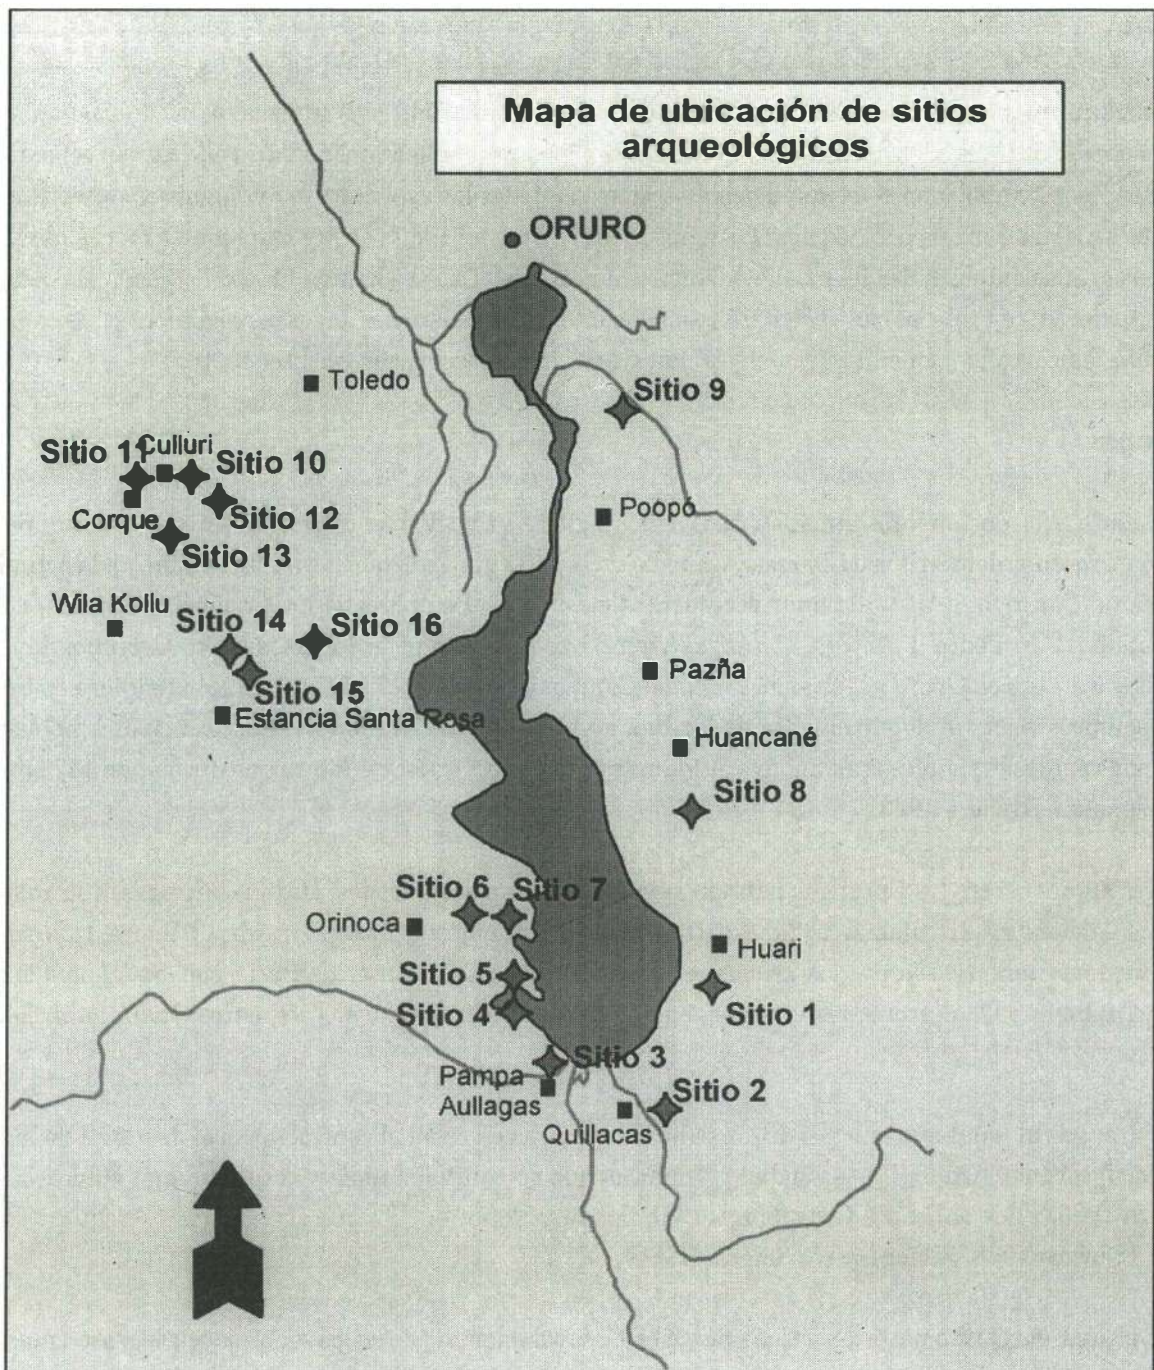 Mapa de ubicación de sitios
arqueológicos
ORURO
Toledo
Sitio 9
Culluri
Sitio 11
Sitio 10
Poopó
Corque
Sitio 12
Sitio 13
Wila Kollu
Sitio 14
Sitio 16
Pazña
Sitio 15
Estancia Santa Rosa
Huancané
Sitio 8
Sitio 6
Sitio 7
Orinoca
Huari
Sitio 5
Sitio 4
Sitio 1
Sitio 3
Pampa
Aullagas
Sitio 2
Quillacas